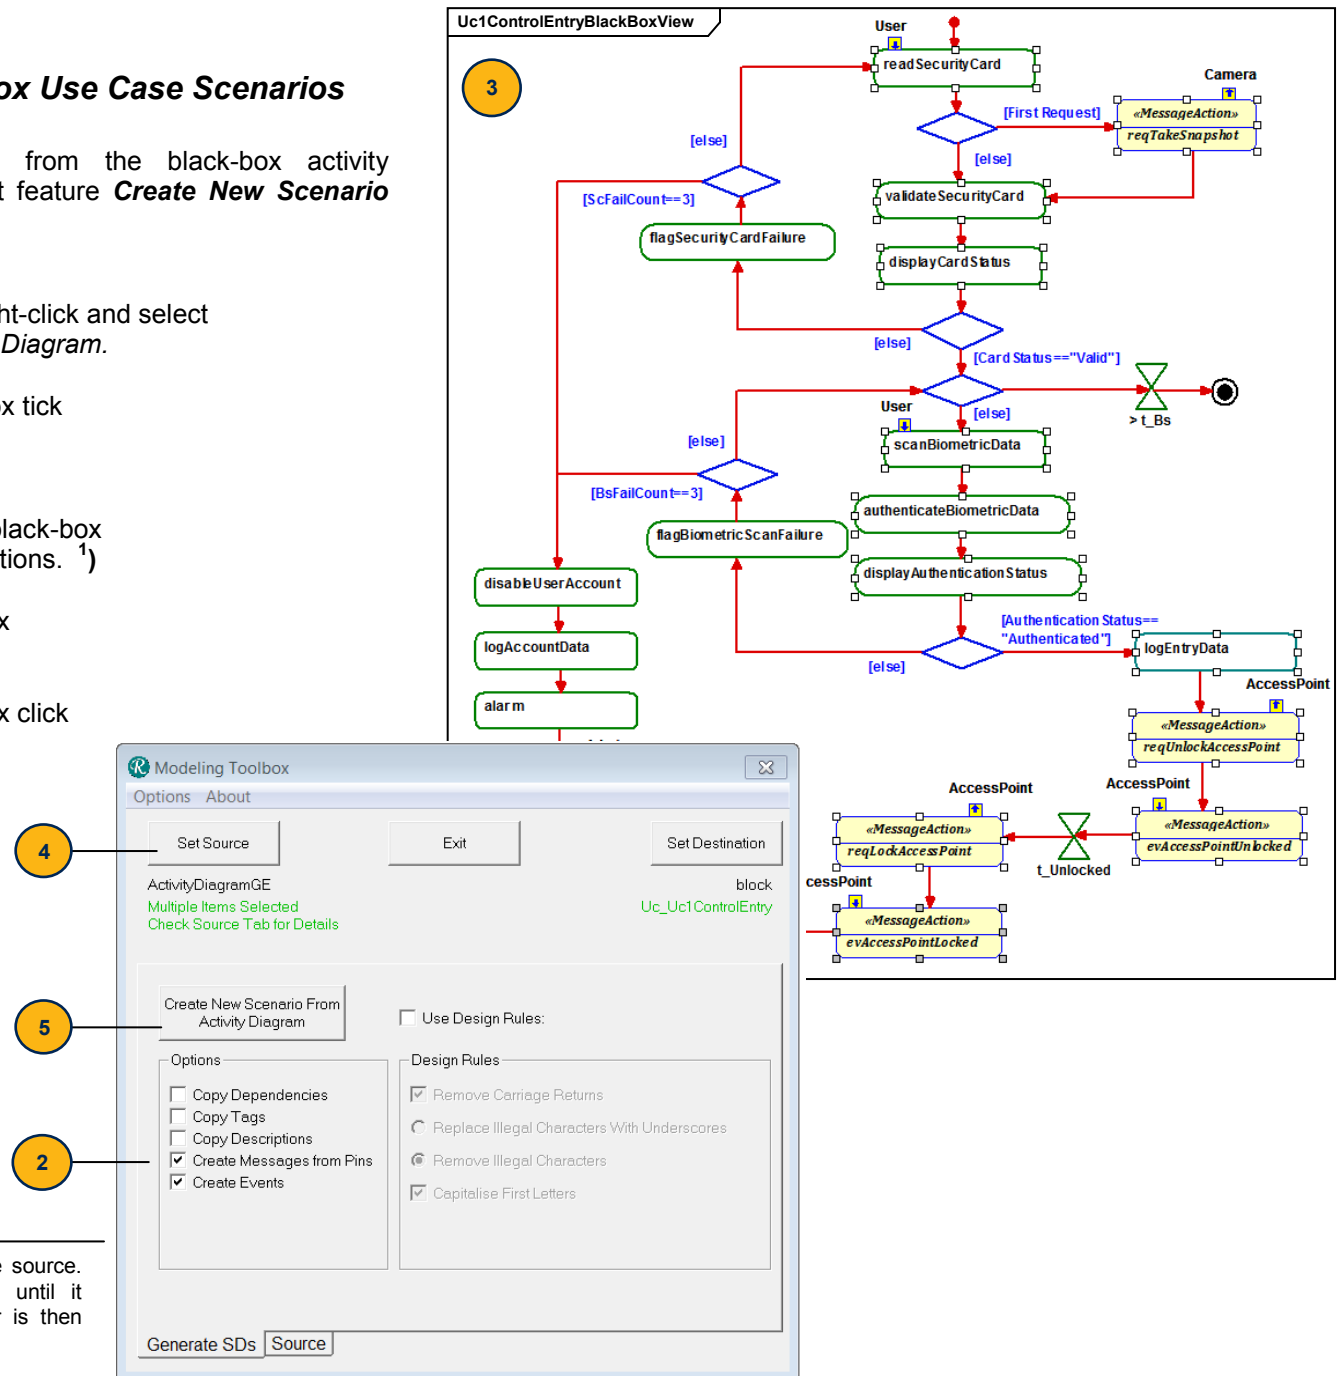 ox Use Case Scenarios
from the black-box activity
t feature Create New Scenario
ht-click and select
Diagram.
x tick
lack-box
tions. 1)
x
x click
source.
until it
is then
Uc1ControlEntryBlackBoxView
3
User
readSecurityCard
Camera
[First Request]
«MessageAction»
reqTakeSnapshot
[else]
[else]
[ScFailCount==3]
validateSecurityCard
flagSecurityCardFailure
displayCardStatus
[else]
[Card Status=="Valid"]
User
[else]
> t_Bs
[else]
scanBiometricData
[BsFailCount==3]
authenticateBiometricData
flagBiometricScanFailure
displayAuthenticationStatus
disableUserAccount
[Authentication Status==
"Authenticated"]
logAccountData
logEntryData
[else]
AccessPoint
alarm
«MessageAction»
reqUnlockAccessPoint
AccessPoint
AccessPoint
«MessageAction»
reqLockAccessPoint
t_Unlocked
«MessageAction»
evAccessPointUnlocked
ccessPoint
«MessageAction»
evAccessPointLocked
Modeling Toolbox
Options About
4
Set Source
Exit
Set Destination
ActivityDiagramGE
block
Multiple Items Selected
Uc_Uc1ControlEntry
Check Source Tab for Details
5
Create New Scenario From
Activity Diagram
Use Design Rules:
Options
Design Rules
Copy Dependencies
Remove Carriage Returns
Copy Tags
Replace Illegal Characters With Underscores
Copy Descriptions
2
Create Messages from Pins
Remove Illegal Characters
Create Events
Capitalise First Letters
Generate SDs
Source